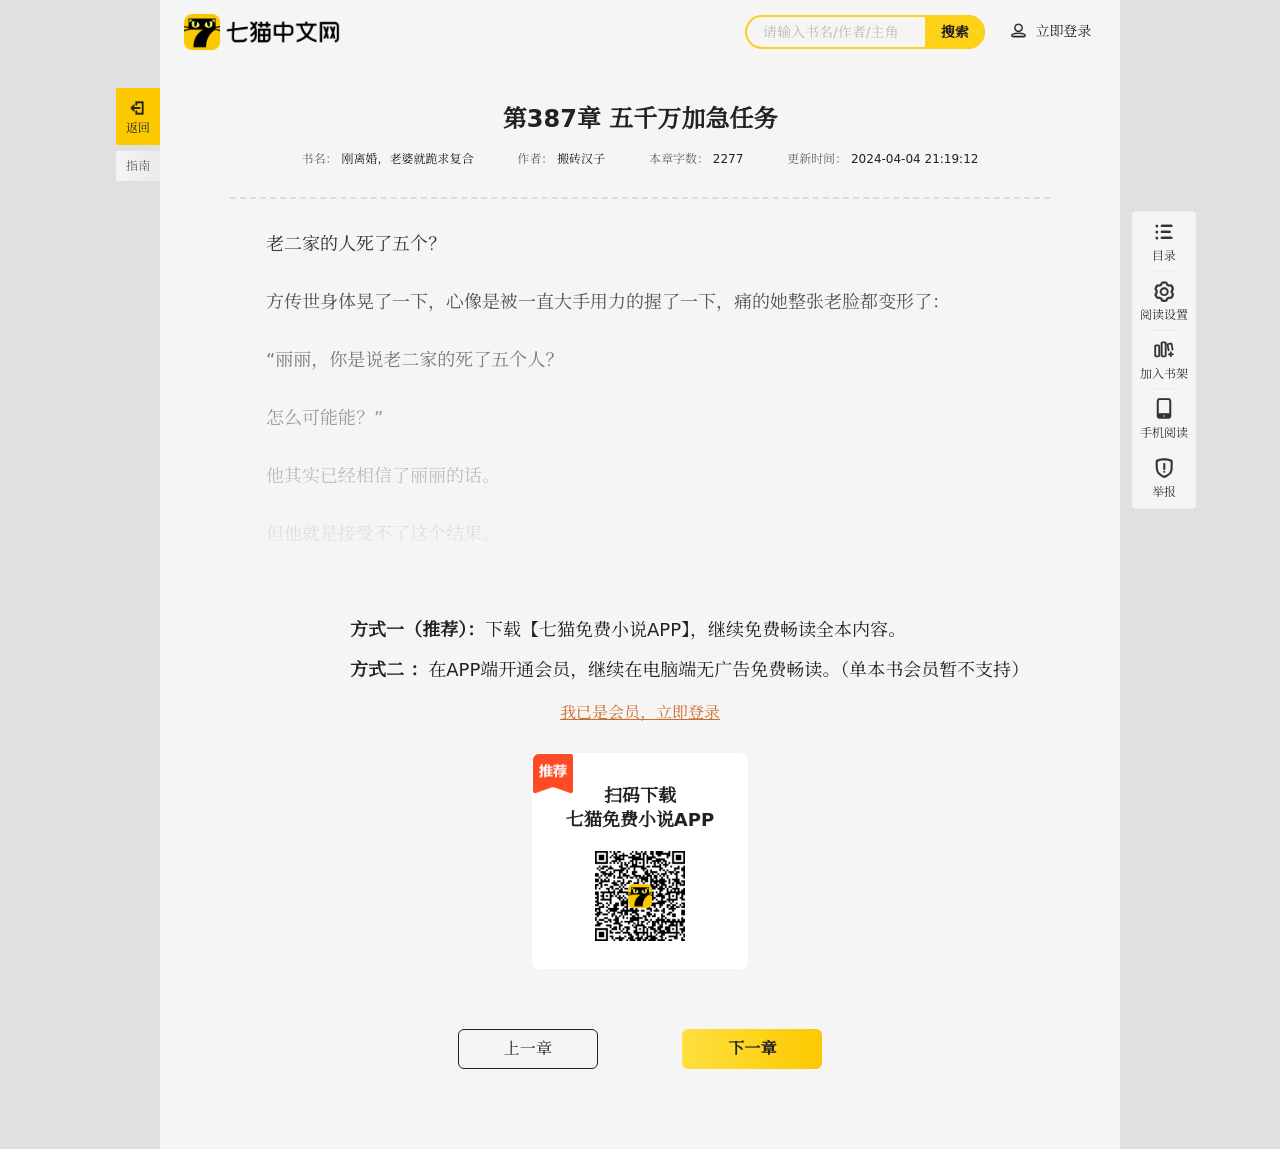 七猫中文网
请输入书名/作者/主角
搜索
立即登录
返回
指南
第387章 五千万加急任务
书名： 刚离婚，老婆就跪求复合 作者： 搬砖汉子 本章字数： 2277 更新时间： 2024-04-04 21:19:12
老二家的人死了五个？
方传世身体晃了一下，心像是被一直大手用力的握了一下，痛的她整张老脸都变形了：
“丽丽，你是说老二家的死了五个人？
怎么可能能？”
他其实已经相信了丽丽的话。
但他就是接受不了这个结果。
目录
阅读设置
加入书架
手机阅读
举报
方式一（推荐）： 下载【七猫免费小说APP】，继续免费畅读全本内容。
方式二 ： 在APP端开通会员，继续在电脑端无广告免费畅读。（单本书会员暂不支持）
我已是会员，立即登录
推荐
扫码下载
七猫免费小说APP
上一章
下一章